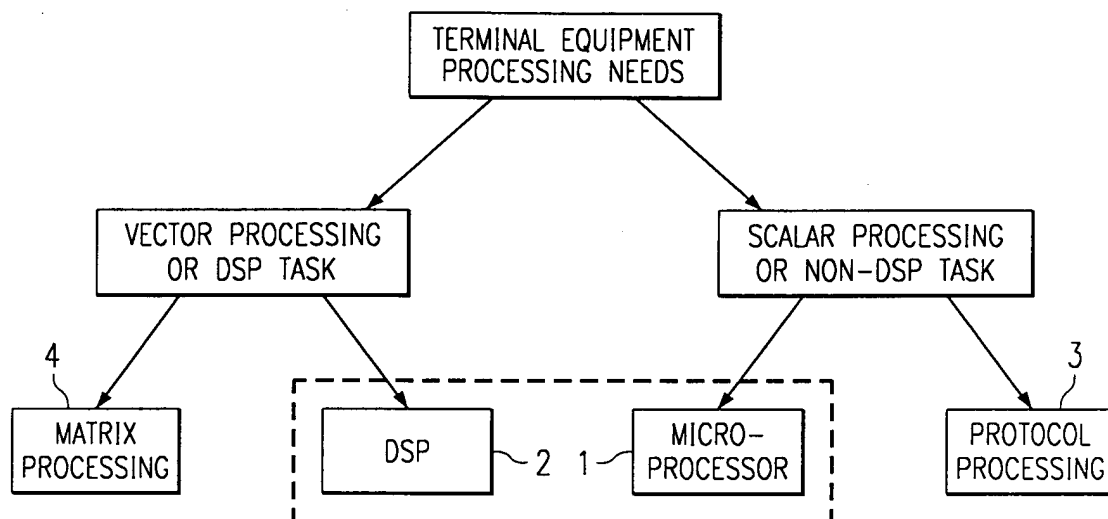 TERMINAL EQUIPMENT
PROCESSING NEEDS
VECTOR PROCESSING
OR DSP TASK
SCALAR PROCESSING
OR NON-DSP TASK
4
3
MATRIX
PROCESSING
DSP
2
1
MICRO-
PROCESSOR
PROTOCOL
PROCESSING